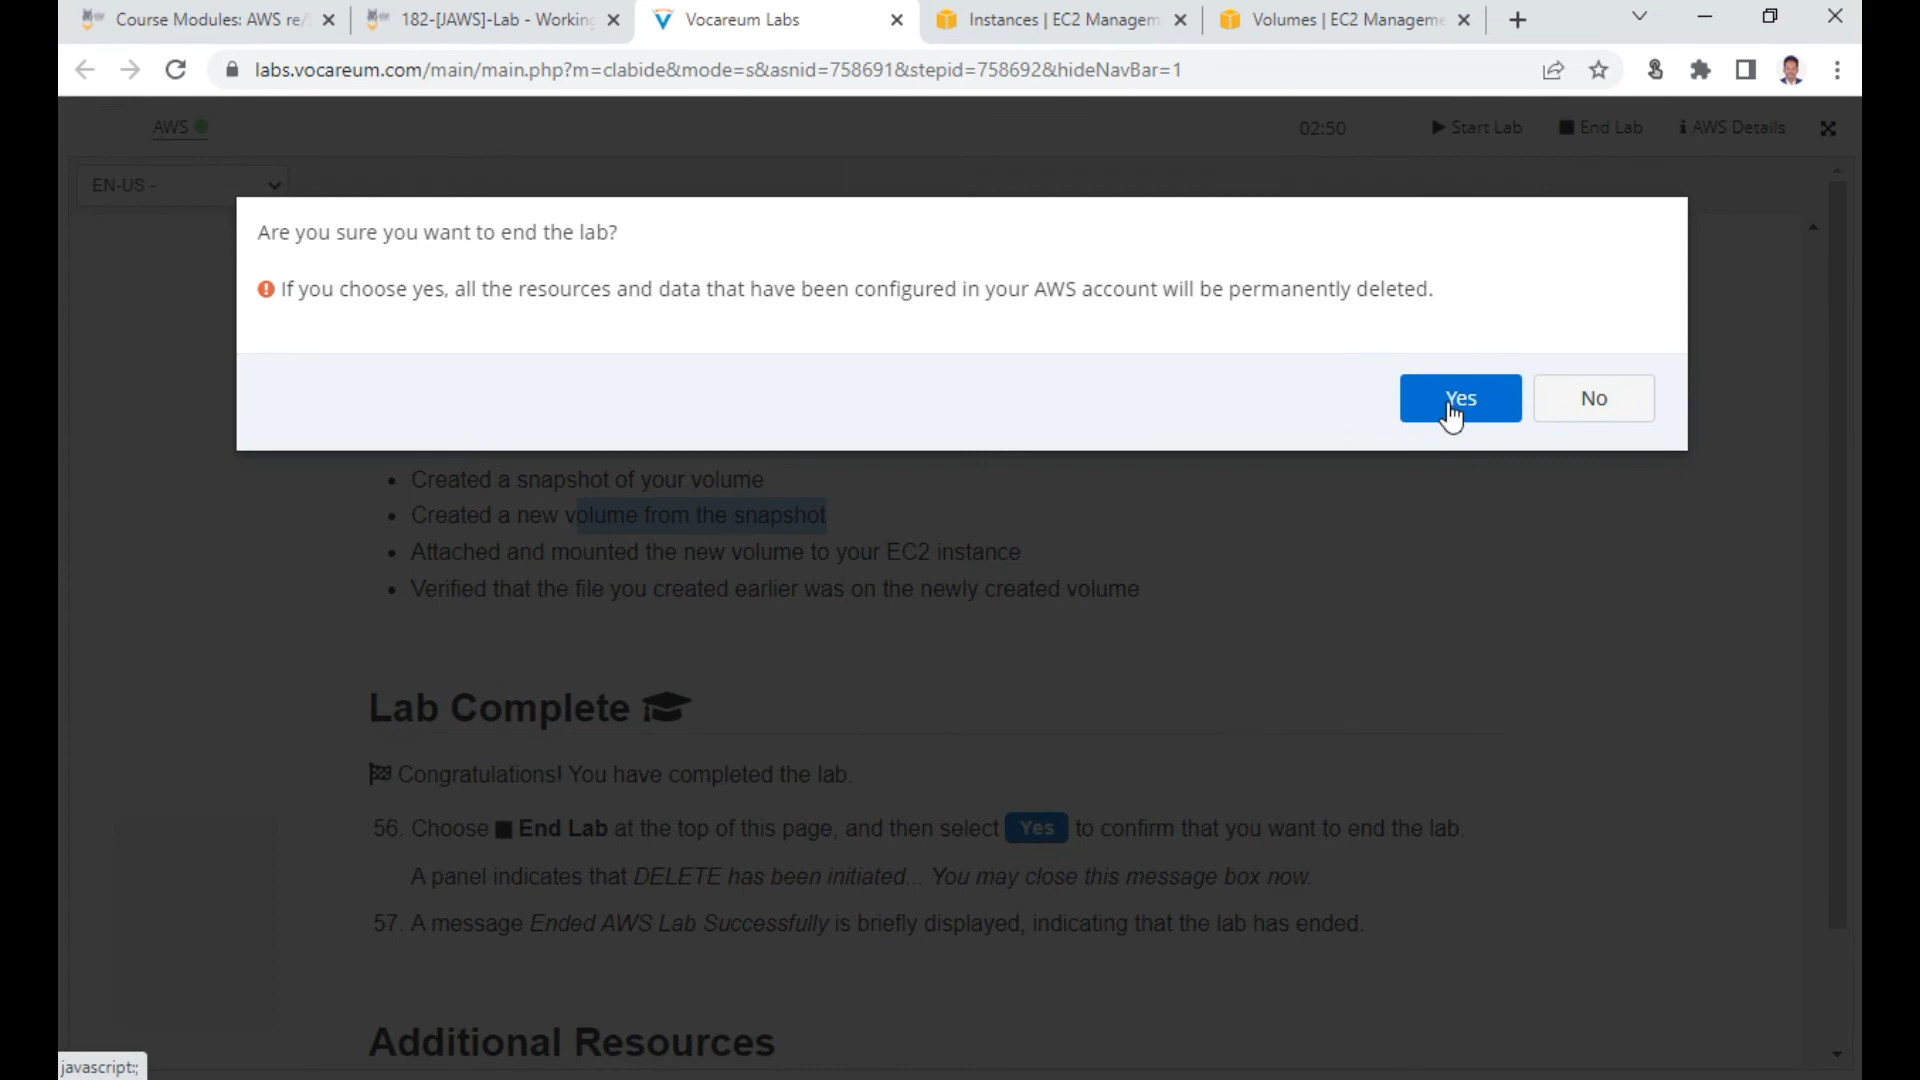 Course Modules: AWS re/
182-[JAWS]-Lab - Working
Vocareum Labs
Instances | EC2 Managem
Volumes | EC2 Manageme
labs.vocareum.com/main/main.php?m=clabide&mode=s&asnid=758691&stepid=758692&hideNavBar=1
AWS
02:50
Start Lab
End Lab
AWS Details
EN-US -
Are you sure you want to end the lab?
If you choose yes, all the resources and data that have been configured in your AWS account will be permanently deleted.
Yes
No
• Created a snapshot of your volume
• Created a new volume from the snapshot
• Attached and mounted the new volume to your EC2 instance
• Verified that the file you created earlier was on the newly created volume
Lab Complete
Congratulations! You have completed the lab.
56. Choose End Lab at the top of this page, and then select Yes to confirm that you want to end the lab.
A panel indicates that DELETE has been initiated... You may close this message box now.
57. A message Ended AWS Lab Successfully is briefly displayed, indicating that the lab has ended.
Additional Resources
javascript:;